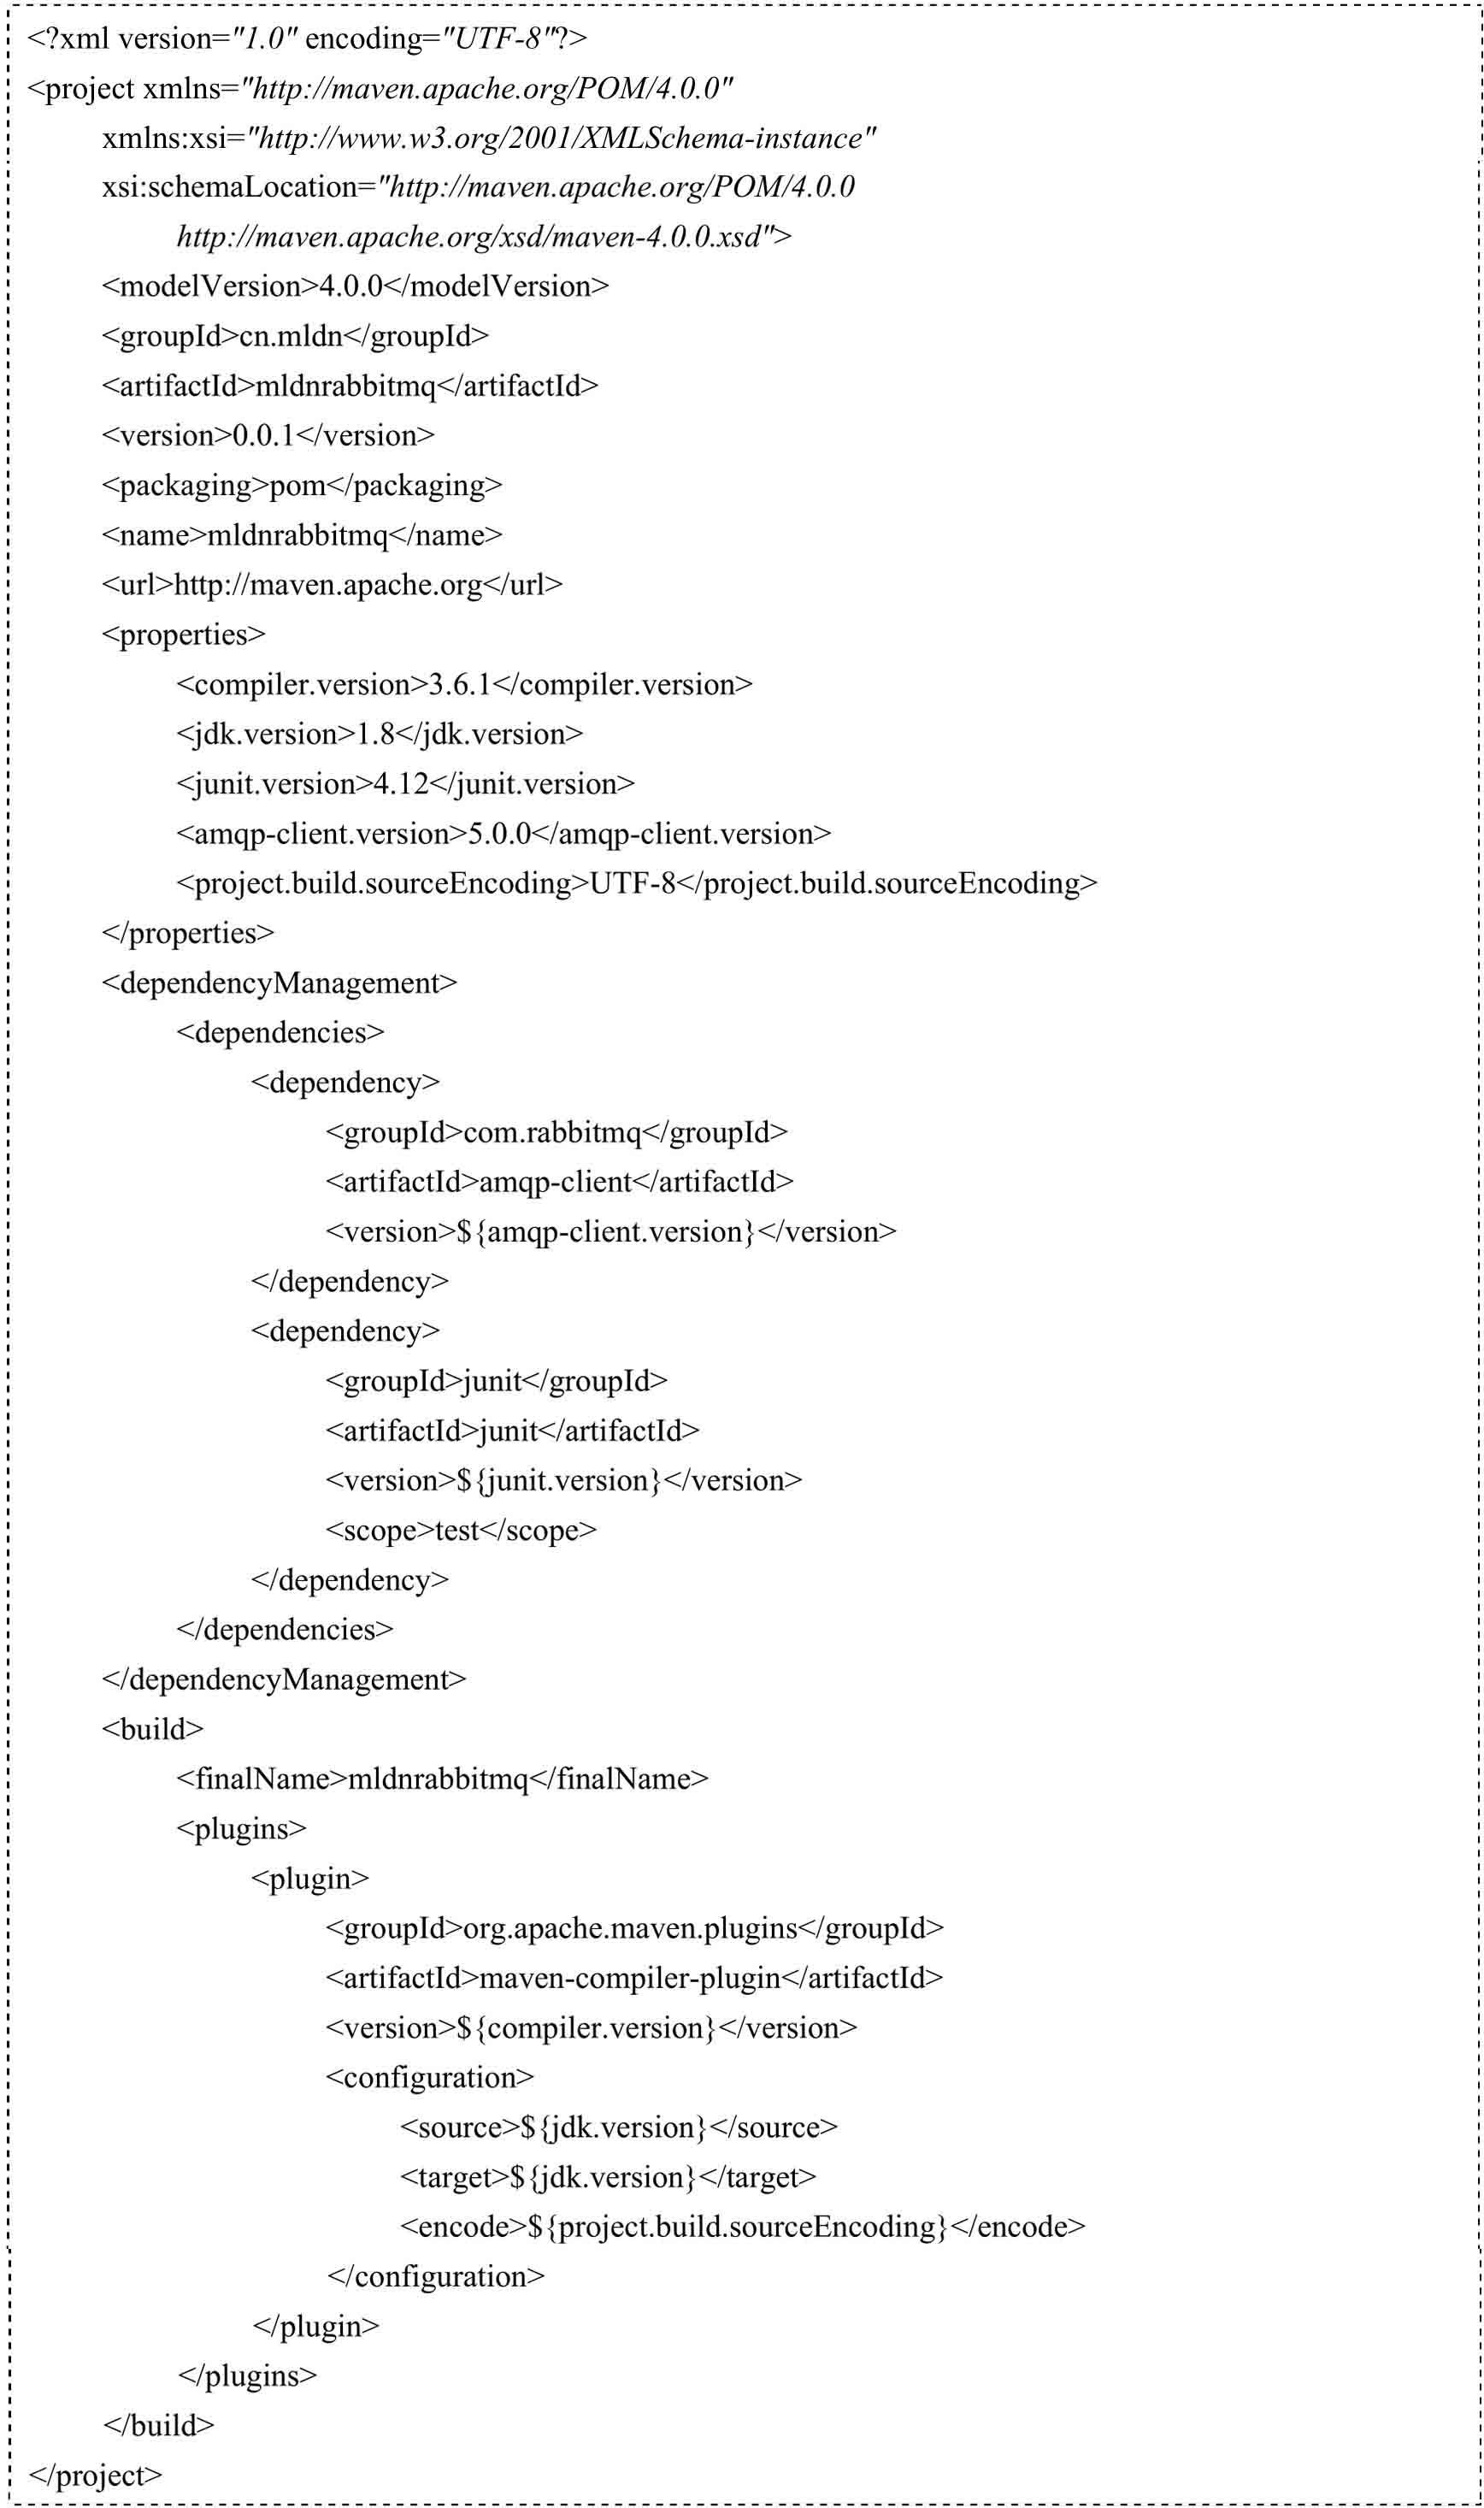 <?xml version="1.0" encoding="UTF-8"?>
<project xmlns="http://maven.apache.org/POM/4.0.0"
xmlns:xsi="http://www.w3.org/2001/XMLSchema-instance"
xsi:schemaLocation="http://maven.apache.org/POM/4.0.0
http://maven.apache.org/xsd/maven-4.0.0.xsd">
<modelVersion>4.0.0</modelVersion>
<groupId>cn.mldn</groupId>
<artifactId>mldnrabbitmq</artifactId>
<version>0.0.1</version>
<packaging>pom</packaging>
<name>mldnrabbitmq</name>
<url>http://maven.apache.org</url>
<properties>
<compiler.version>3.6.1</compiler.version>
<jdk.version>1.8</jdk.version>
<junit.version>4.12</junit.version>
<amqp-client.version>5.0.0</amqp-client.version>
<project.build.sourceEncoding>UTF-8</project.build.sourceEncoding>
</properties>
<dependencyManagement>
<dependencies>
<dependency>
<groupId>com.rabbitmq</groupId>
<artifactId>amqp-client</artifactId>
<version>${amqp-client.version}</version>
</dependency>
<dependency>
<groupId>junit</groupId>
<artifactId>junit</artifactId>
<version>${junit.version}</version>
<scope>test</scope>
</dependency>
</dependencies>
</dependencyManagement>
<build>
<finalName>mldnrabbitmq</finalName>
<plugins>
<plugin>
<groupId>org.apache.maven.plugins</groupId>
<artifactId>maven-compiler-plugin</artifactId>
<version>${compiler.version}</version>
<configuration>
<source>${jdk.version}</source>
<target>${jdk.version}</target>
<encode>${project.build.sourceEncoding}</encode>
</configuration>
</plugin>
</plugins>
</build>
</project>